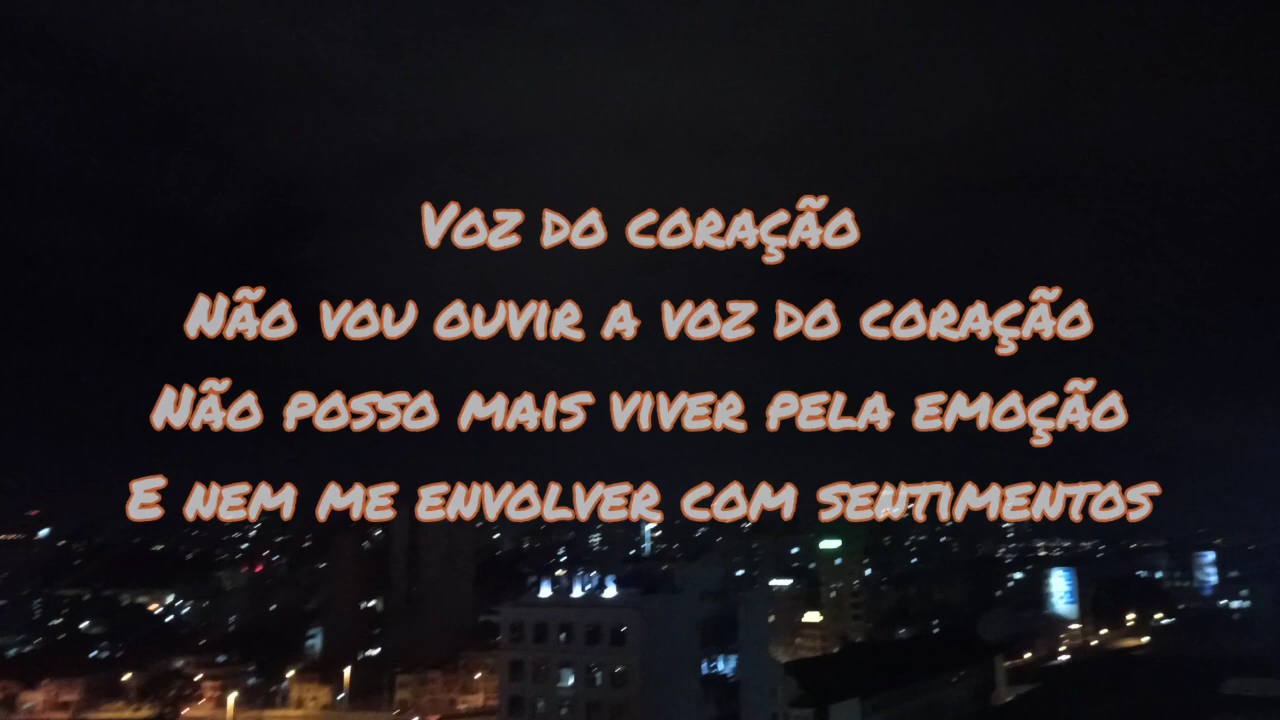 Voz do coração
Não vou ouvir a voz do coração
Não posso mais viver pela emoção
E nem me envolver com sentimentos